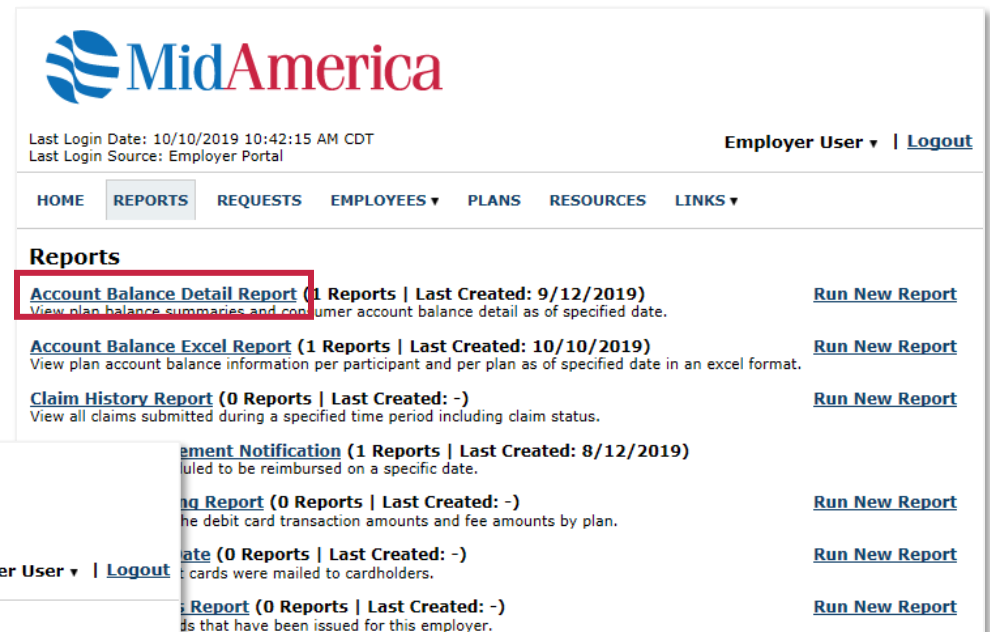 MidAmerica
Last Login Date: 10/10/2019 10:42:15 AM CDT
Last Login Source: Employer Portal
Employer User ▾ | Logout
HOME REPORTS REQUESTS EMPLOYEES ▾ PLANS RESOURCES LINKS ▾
Reports
Account Balance Detail Report (1 Reports | Last Created: 9/12/2019) Run New Report
View plan balance summaries and consumer account balance detail as of specified date.
Account Balance Excel Report (1 Reports | Last Created: 10/10/2019) Run New Report
View plan account balance information per participant and per plan as of specified date in an excel format.
Claim History Report (0 Reports | Last Created: -) Run New Report
View all claims submitted during a specified time period including claim status.
ement Notification (1 Reports | Last Created: 8/12/2019)
uled to be reimbursed on a specific date.
ng Report (0 Reports | Last Created: -) Run New Report
he debit card transaction amounts and fee amounts by plan.
ate (0 Reports | Last Created: -) Run New Report
er User ▾ | Logout
t cards were mailed to cardholders.
s Report (0 Reports | Last Created: -) Run New Report
ds that have been issued for this employer.